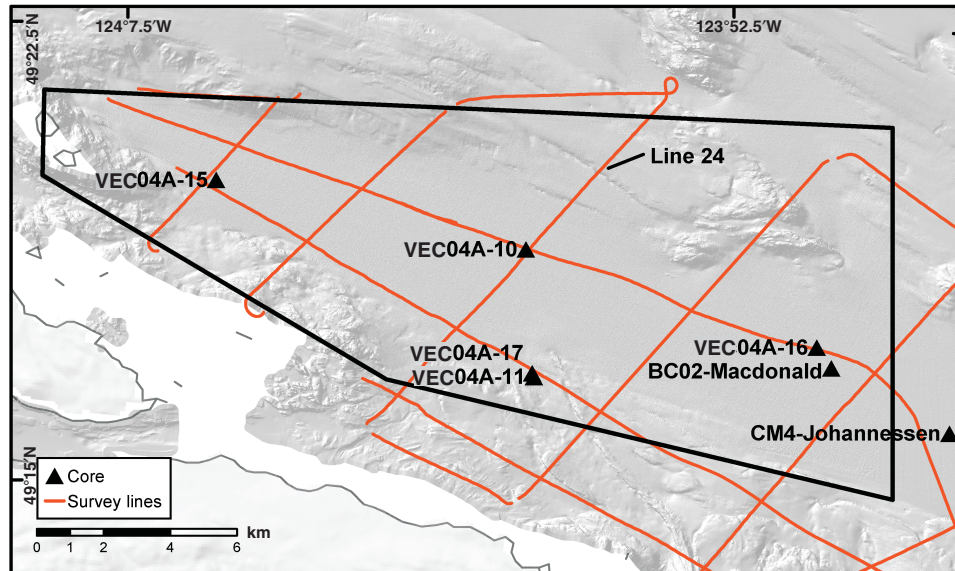 124°7.5′W
123°52.5′W
49°22.5′N
Line 24
VEC04A-15
VEC04A-10
VEC04A-17
VEC04A-11
VEC04A-16
BC02-Macdonald
CM4-Johannessen
49°15′N
Core
Survey lines
km
0 1 2 4 6